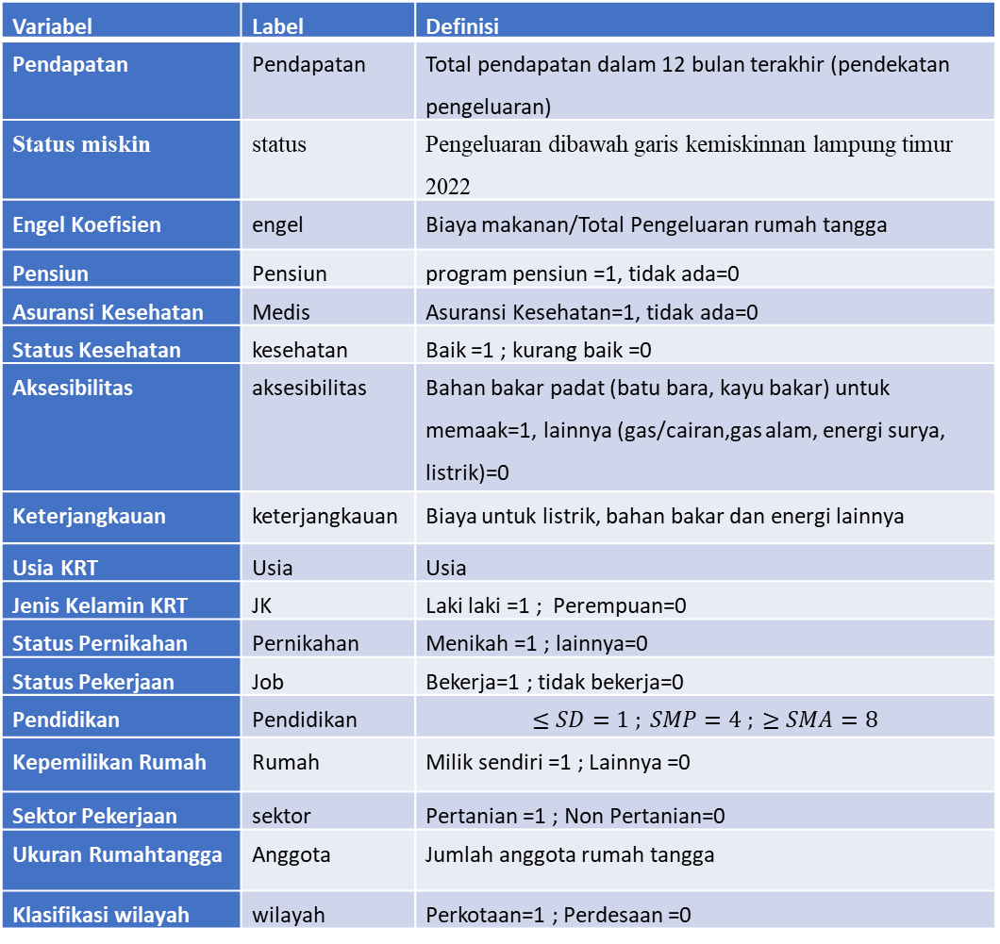 Variabel Label Definisi
Pendapatan Pendapatan Total pendapatan dalam 12 bulan terakhir (pendekatan
pengeluaran)
Status miskin status Pengeluaran dibawah garis kemiskinnan lampung timur
2022
Engel Koefisien engel Biaya makanan/Total Pengeluaran rumah tangga
Pensiun Pensiun program pensiun =1, tidak ada=0
Asuransi Kesehatan Medis Asuransi Kesehatan=1, tidak ada=0
Status Kesehatan kesehatan Baik =1 ; kurang baik =0
Aksesibilitas aksesibilitas Bahan bakar padat (batu bara, kayu bakar) untuk
memaak=1, lainnya (gas/cairan,gas alam, energi surya,
listrik)=0
Keterjangkauan keterjangkauan Biaya untuk listrik, bahan bakar dan energi lainnya
Usia KRT Usia Usia
Jenis Kelamin KRT JK Laki laki =1 ; Perempuan=0
Status Pernikahan Pernikahan Menikah =1 ; lainnya=0
Status Pekerjaan Job Bekerja=1 ; tidak bekerja=0
Pendidikan Pendidikan ≤ SD = 1 ; SMP = 4 ; ≥ SMA = 8
Kepemilikan Rumah Rumah Milik sendiri =1 ; Lainnya =0
Sektor Pekerjaan sektor Pertanian =1 ; Non Pertanian=0
Ukuran Rumahtangga Anggota Jumlah anggota rumah tangga
Klasifikasi wilayah wilayah Perkotaan=1 ; Perdesaan =0